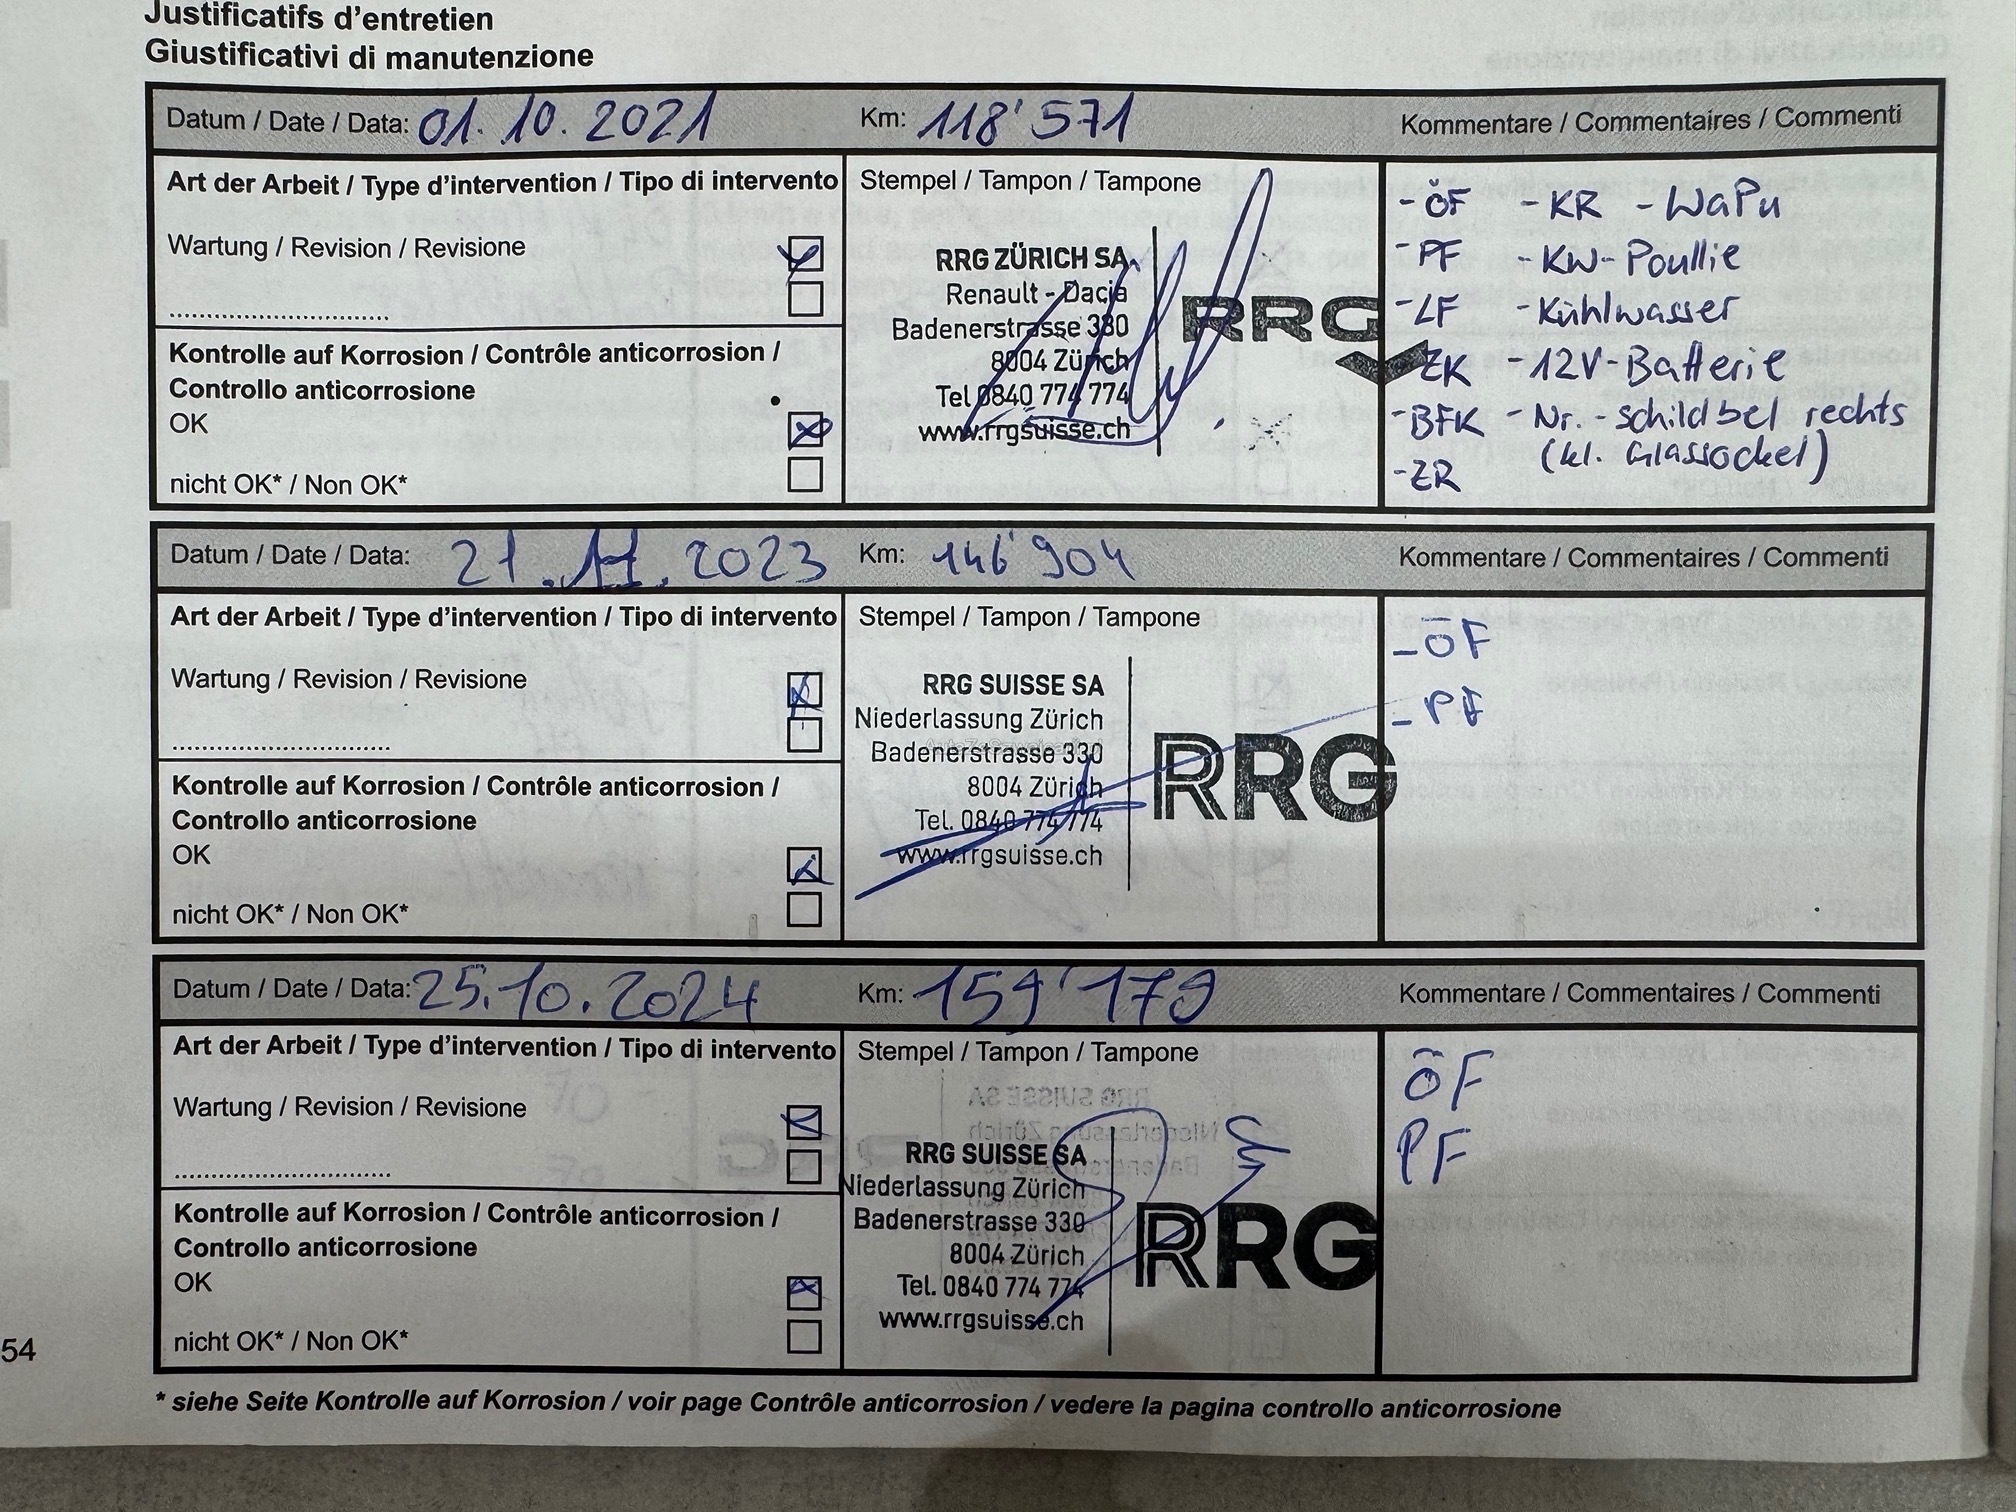 Justificatifs d'entretien
Giustificativi di manutenzione
Datum / Date / Data: 01.10.2021 Km: 118'571 Kommentare / Commentaires / Commenti
Art der Arbeit / Type d'intervention / Tipo di intervento
Wartung / Revision / Revisione
Kontrolle auf Korrosion / Contrôle anticorrosion /
Controllo anticorrosione
OK
nicht OK* / Non OK*
Stempel / Tampon / Tampone
RRG ZÜRICH SA
Renault - Dacia
Badenerstrasse 330
8004 Zürich
Tel 0840 774 774
www.rrgsuisse.ch
RRG
- ÖF - KR - WaPu
- PF - KW-Poullie
- LF - Kühlwasser
ZK - 12V-Batterie
- BFK - Nr.-schildbel rechts
(kl. Glassockel)
- ZR
Datum / Date / Data: 21.11.2023 Km: 146'904 Kommentare / Commentaires / Commenti
Art der Arbeit / Type d'intervention / Tipo di intervento
Wartung / Revision / Revisione
Kontrolle auf Korrosion / Contrôle anticorrosion /
Controllo anticorrosione
OK
nicht OK* / Non OK*
Stempel / Tampon / Tampone
RRG SUISSE SA
Niederlassung Zürich
Badenerstrasse 330
8004 Zürich
Tel. 0840 774 774
www.rrgsuisse.ch
RRG
- ÖF
- PF
Datum / Date / Data: 25.10.2024 Km: 159'179 Kommentare / Commentaires / Commenti
Art der Arbeit / Type d'intervention / Tipo di intervento
Wartung / Revision / Revisione
Kontrolle auf Korrosion / Contrôle anticorrosion /
Controllo anticorrosione
OK
nicht OK* / Non OK*
Stempel / Tampon / Tampone
RRG SUISSE SA
Niederlassung Zürich
Badenerstrasse 330
8004 Zürich
Tel. 0840 774 774
www.rrgsuisse.ch
RRG
ÖF
PF
54
* siehe Seite Kontrolle auf Korrosion / voir page Contrôle anticorrosion / vedere la pagina controllo anticorrosione